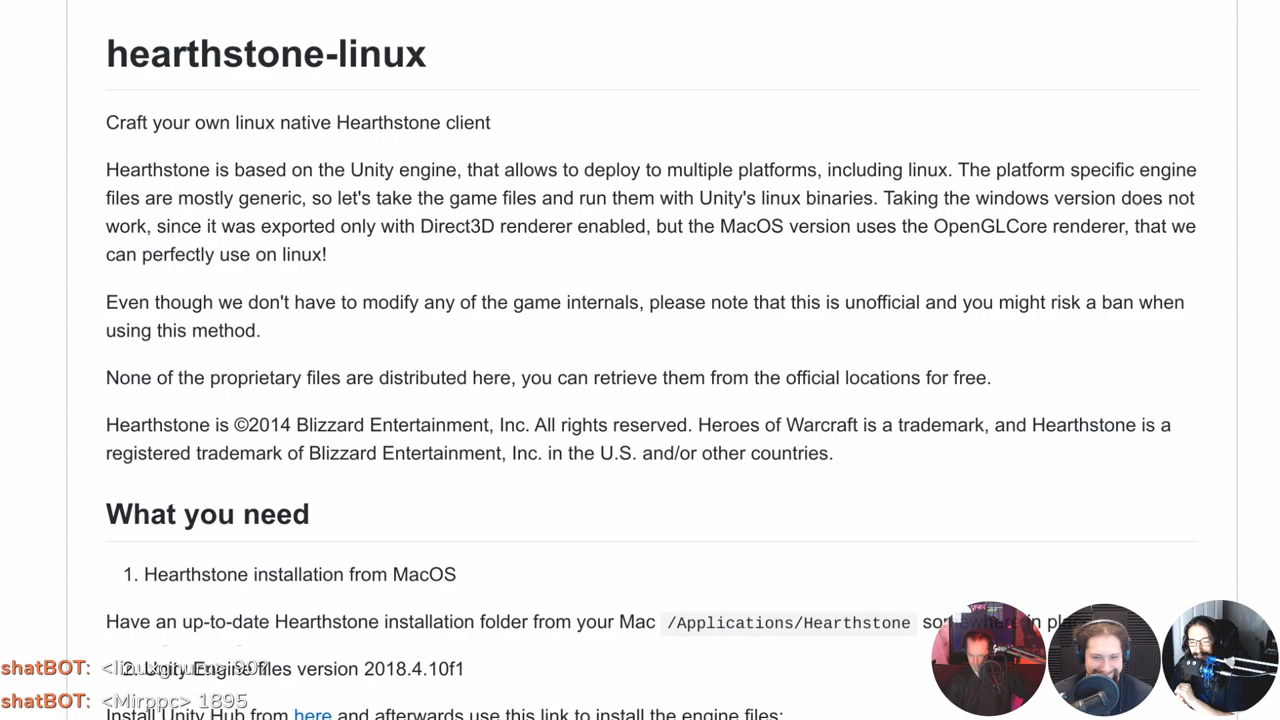 hearthstone-linux
Craft your own linux native Hearthstone client
Hearthstone is based on the Unity engine, that allows to deploy to multiple platforms, including linux. The platform specific engine
files are mostly generic, so let's take the game files and run them with Unity's linux binaries. Taking the windows version does not
work, since it was exported only with Direct3D renderer enabled, but the MacOS version uses the OpenGLCore renderer, that we
can perfectly use on linux!
Even though we don't have to modify any of the game internals, please note that this is unofficial and you might risk a ban when
using this method.
None of the proprietary files are distributed here, you can retrieve them from the official locations for free.
Hearthstone is ©2014 Blizzard Entertainment, Inc. All rights reserved. Heroes of Warcraft is a trademark, and Hearthstone is a
registered trademark of Blizzard Entertainment, Inc. in the U.S. and/or other countries.
What you need
1. Hearthstone installation from MacOS
Have an up-to-date Hearthstone installation folder from your Mac /Applications/Hearthstone somewhere in
2. Unity Engine files version 2018.4.10f1
shatBOT:
shatBOT: <Mirppc> 1895
Install Unity Hub from here and afterwards use this link to install the engine files: